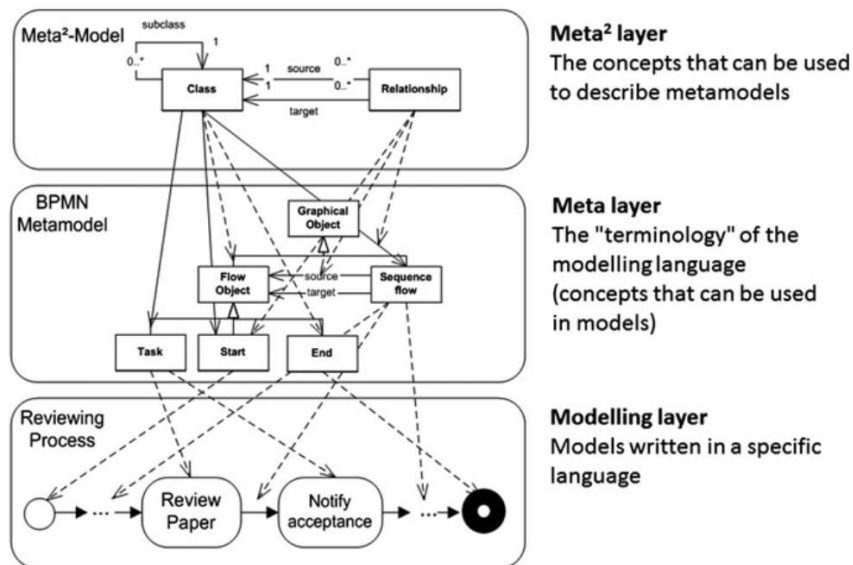 subclass
Meta²-Model
1
0..*
1 source 0..*
Class
1 0..*
Relationship
target
Meta² layer
The concepts that can be used
to describe metamodels
BPMN
Metamodel
Graphical
Object
Flow
Object
source
target
Sequence
flow
Task
Start
End
Meta layer
The "terminology" of the
modelling language
(concepts that can be used
in models)
Reviewing
Process
...
Review
Paper
Notify
acceptance
...
Modelling layer
Models written in a specific
language